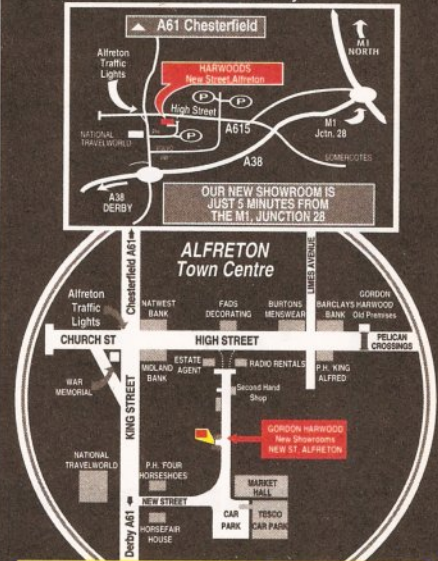 A61 Chesterfield
M1
NORTH
Alfreton
Traffic
Lights
HARWOODS
New Street, Alfreton
P
P
High Street
NATIONAL
TRAVELWORLD
P
A615
M1
Jctn. 28
A38
SOMERCOTES
A38
DERBY
OUR NEW SHOWROOM IS
JUST 5 MINUTES FROM
THE M1, JUNCTION 28
ALFRETON
Town Centre
Chesterfield A61
LIMES AVENUE
Alfreton
Traffic
Lights
NATWEST
BANK
FADS
DECORATING
BURTONS
MENSWEAR
BARCLAYS
BANK
GORDON
HARWOOD
Old Premises
CHURCH ST
HIGH STREET
PELICAN
CROSSINGS
WAR
MEMORIAL
KING STREET
MIDLAND
BANK
ESTATE
AGENT
RADIO RENTALS
P.H. 'KING
ALFRED
Second Hand
Shop
GORDON HARWOOD
New Showrooms
NEW ST. ALFRETON
NATIONAL
TRAVELWORLD
P.H. 'FOUR
HORSESHOES
MARKET
HALL
NEW STREET
Derby A61
HORSEFAIR
HOUSE
CAR
PARK
TESCO
CAR PARK